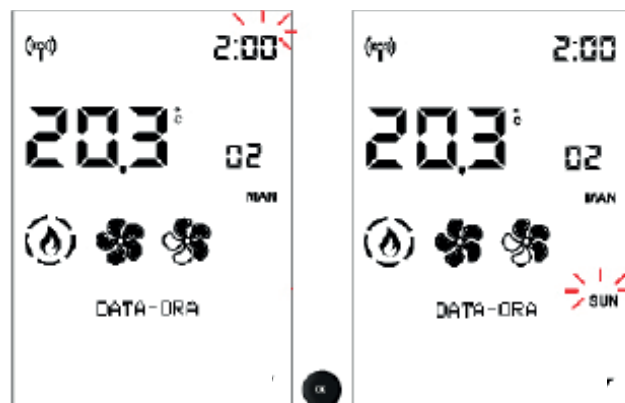 2:00
20.3 °C
02
MAN
DATA-ORA
OK
2:00
20.3 °C
02
MAN
SUN
DATA-ORA